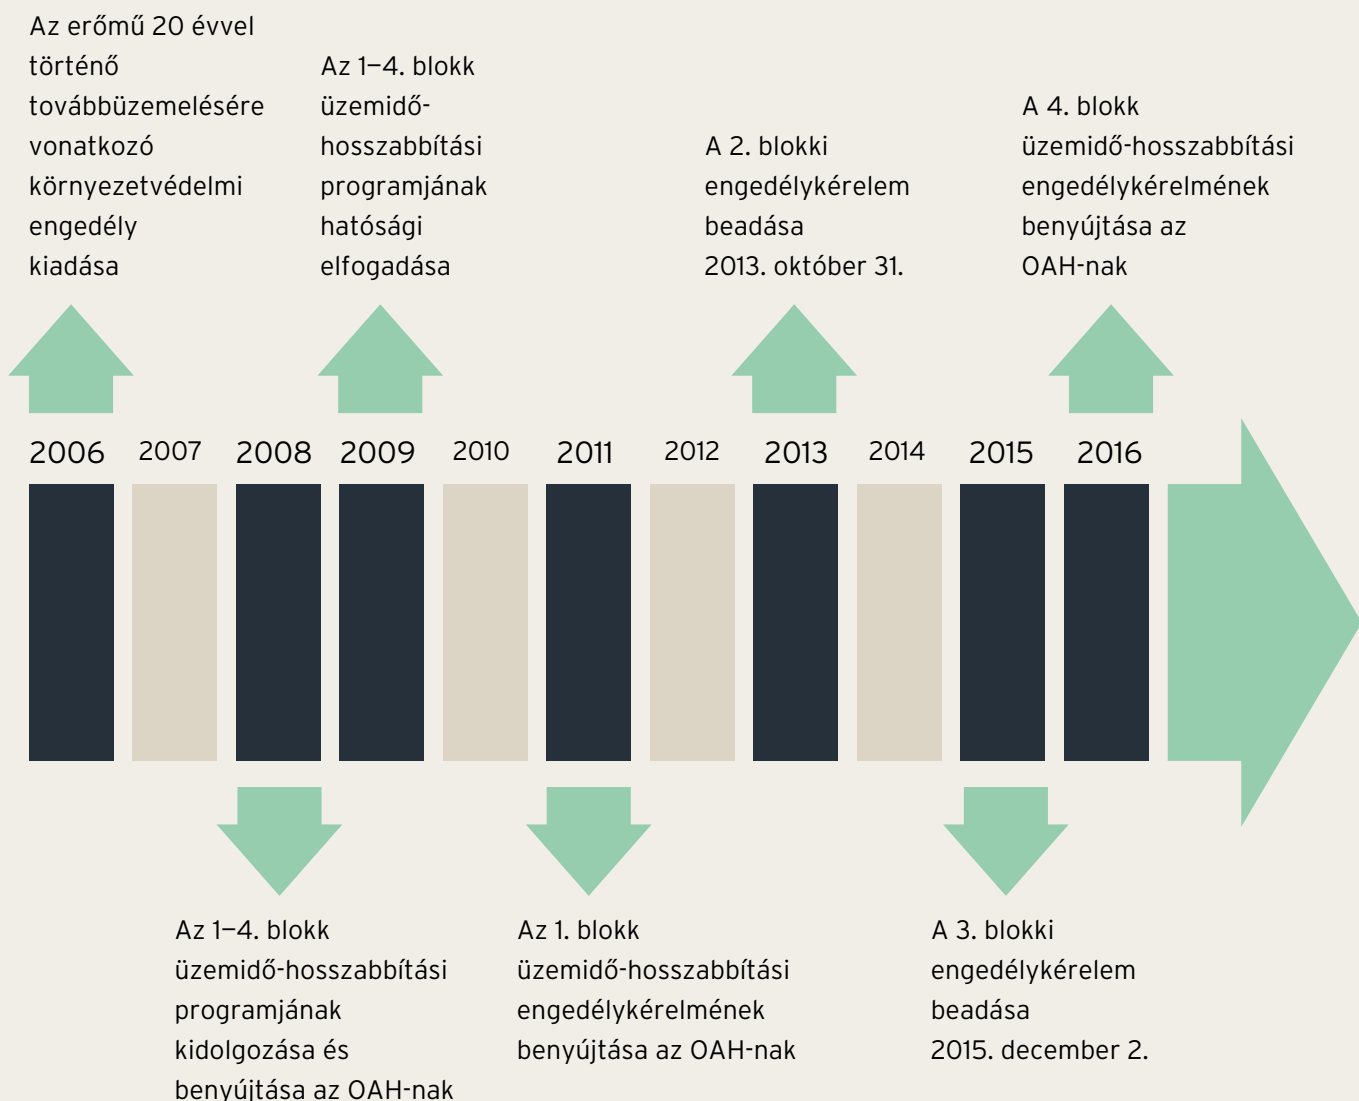 Az erőmű 20 évvel
történő
továbbüzemelésére
vonatkozó
környezetvédelmi
engedély
kiadása
Az 1–4. blokk
üzemidő-
hosszabbítási
programjának
hatósági
elfogadása
A 2. blokki
engedélykérelem
beadása
2013. október 31.
A 4. blokk
üzemidő-hosszabbítási
engedélykérelmének
benyújtása az
OAH-nak
2006 2007 2008 2009 2010 2011 2012 2013 2014 2015 2016
Az 1–4. blokk
üzemidő-hosszabbítási
programjának
kidolgozása és
benyújtása az OAH-nak
Az 1. blokk
üzemidő-hosszabbítási
engedélykérelmének
benyújtása az OAH-nak
A 3. blokki
engedélykérelem
beadása
2015. december 2.